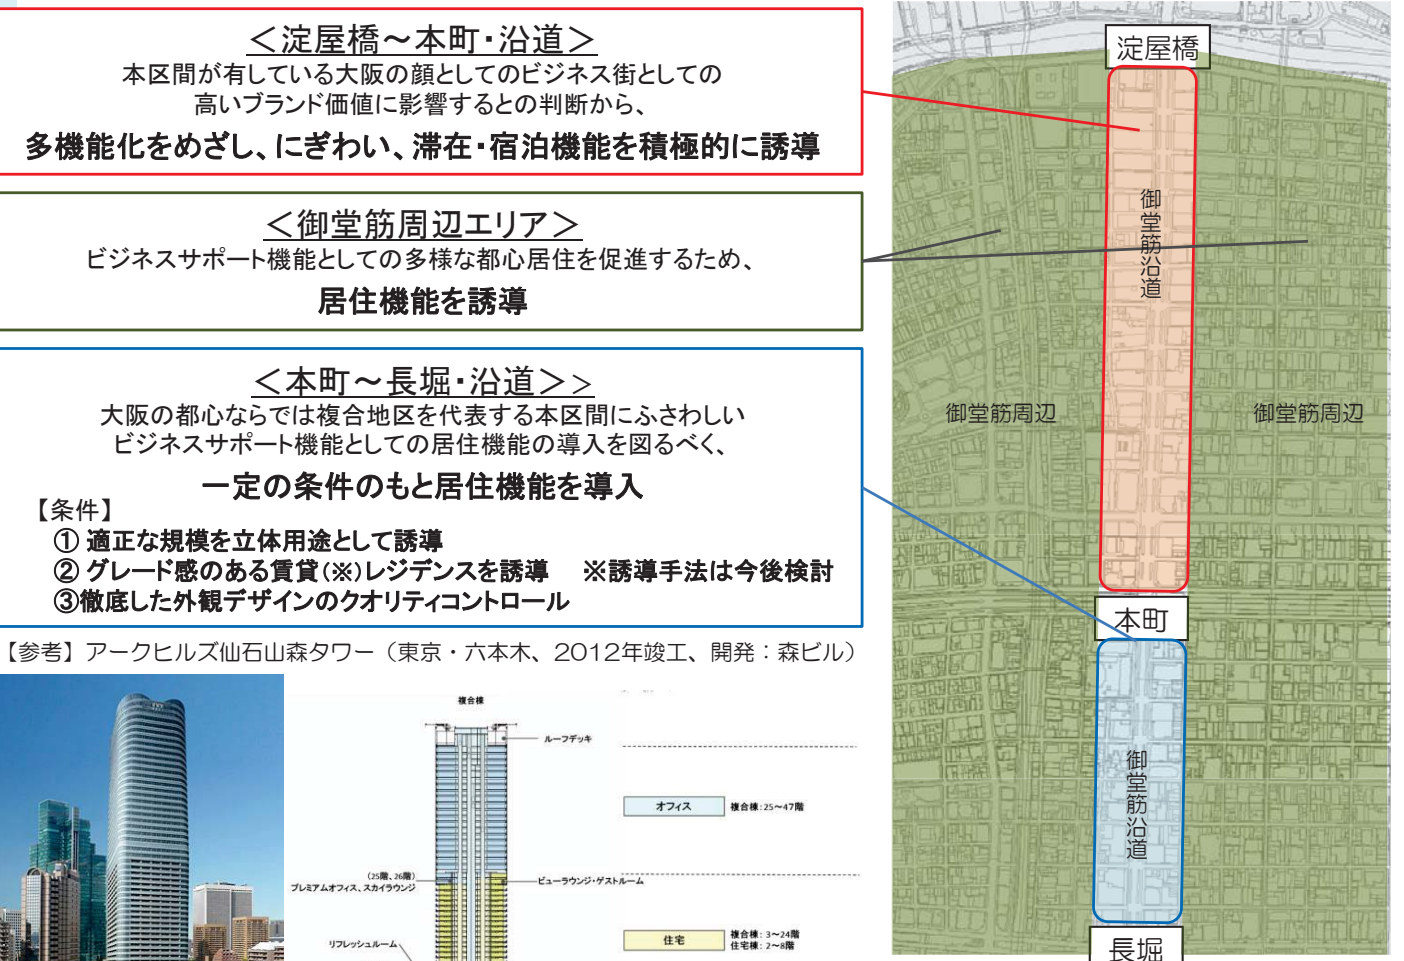 ＜淀屋橋～本町・沿道＞
本区間が有している大阪の顔としてのビジネス街としての
高いブランド価値に影響するとの判断から、
多機能化をめざし、にぎわい、滞在・宿泊機能を積極的に誘導
＜御堂筋周辺エリア＞
ビジネスサポート機能としての多様な都心居住を促進するため、
居住機能を誘導
＜本町～長堀・沿道＞>
大阪の都心ならでは複合地区を代表する本区間にふさわしい
ビジネスサポート機能としての居住機能の導入を図るべく、
一定の条件のもと居住機能を導入
【条件】
① 適正な規模を立体用途として誘導
② グレード感のある賃貸(※)レジデンスを誘導　※誘導手法は今後検討
③徹底した外観デザインのクオリティコントロール
【参考】アークヒルズ仙石山森タワー（東京・六本木、2012年竣工、開発：森ビル）
複合棟
ルーフデッキ
オフィス
複合棟:25～47階
(25階、26階)
プレミアムオフィス、スカイラウンジ
ビューラウンジ・ゲストルーム
リフレッシュルーム
住宅
複合棟: 3～24階
住宅棟: 2～8階
淀屋橋
御堂筋沿道
御堂筋周辺
御堂筋周辺
本町
御堂筋沿道
長堀